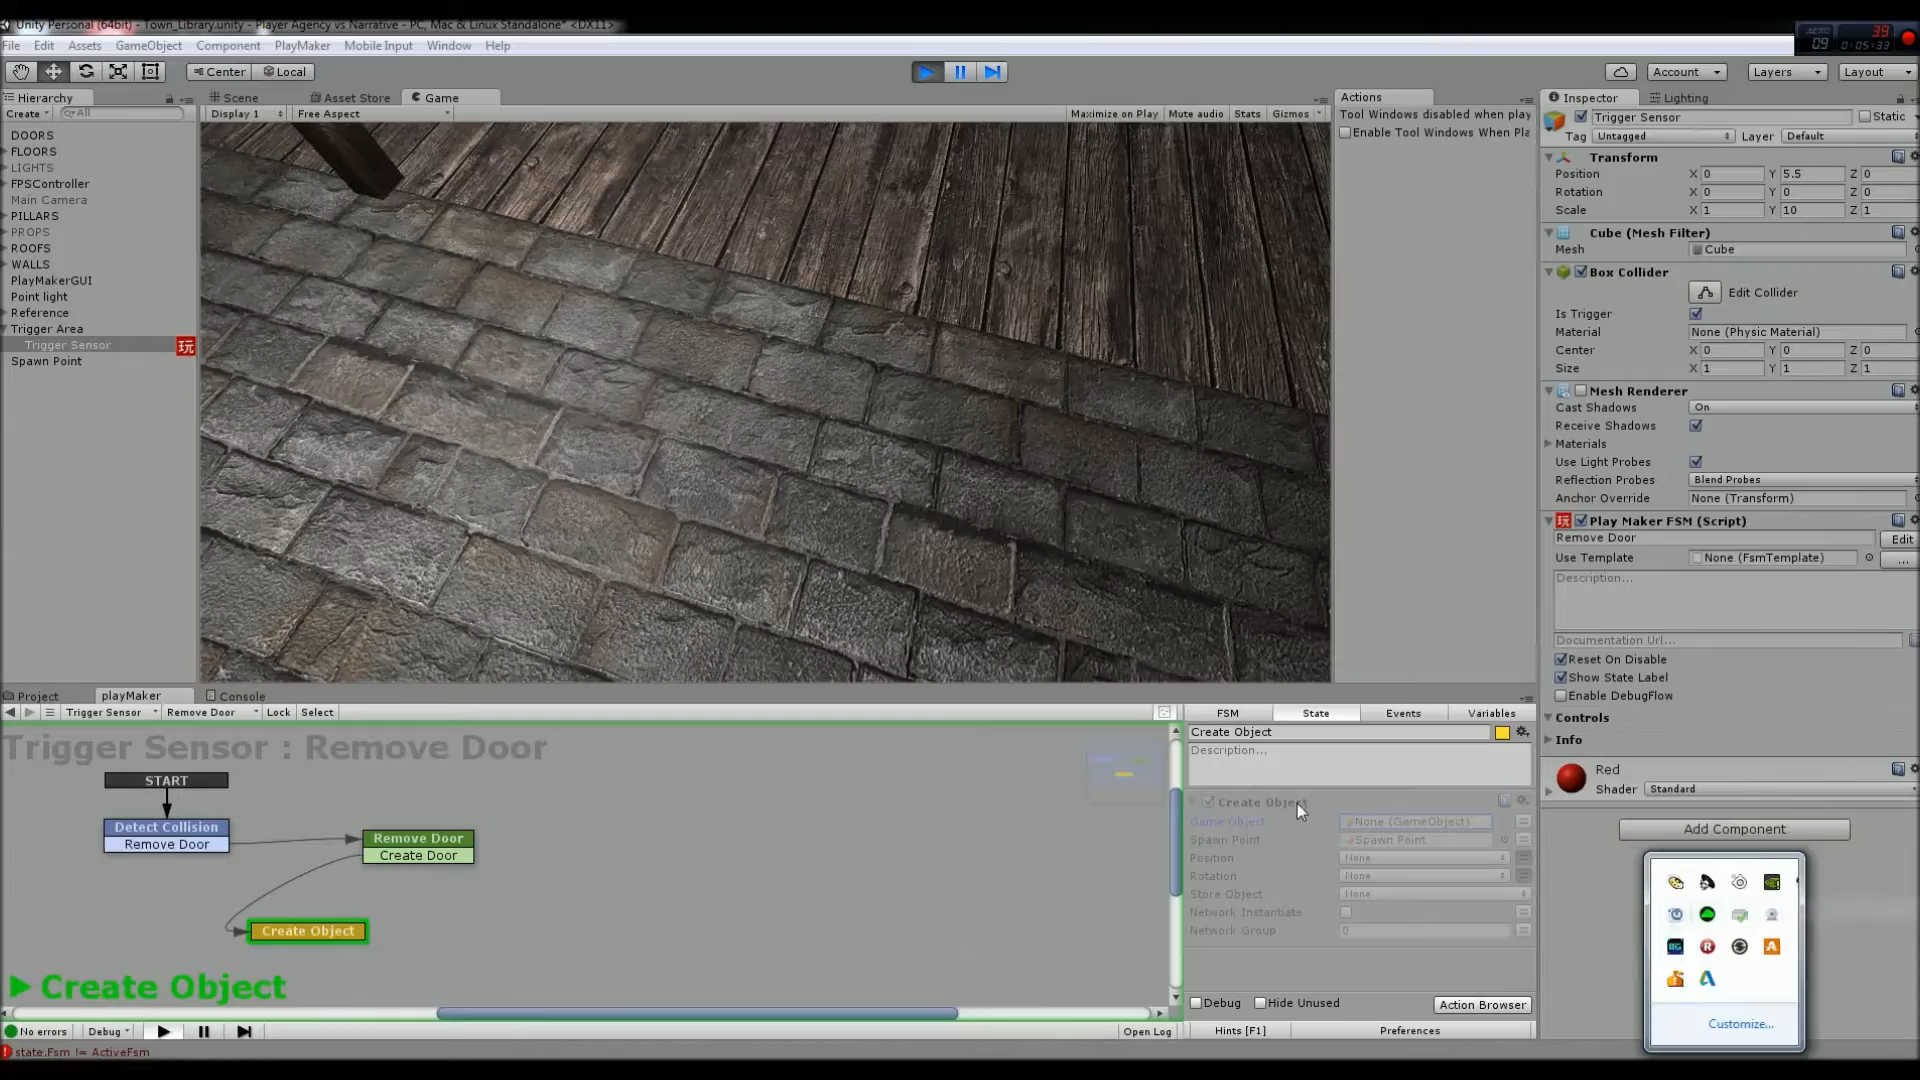 Unity Personal (64bit) - Town_Library.unity - Player Agency vs Narrative - PC, Mac & Linux Standalone* <DX11>
File Edit Assets GameObject Component PlayMaker Mobile Input Window Help
AERO 39
09 0:05:33
Center Local Account Layers Layout
Hierarchy Scene Asset Store Game Actions Inspector Lighting
Create All Display 1 Free Aspect Maximize on Play Mute audio Stats Gizmos
Tool Windows disabled when play
Enable Tool Windows When Pla
DOORS
FLOORS
LIGHTS
FPSController
Main Camera
PILLARS
PROPS
ROOFS
WALLS
PlayMakerGUI
Point light
Reference
Trigger Area
Trigger Sensor 玩
Spawn Point
Trigger Sensor Static
Tag Untagged Layer Default
Transform
Position X 0 Y 5.5 Z 0
Rotation X 0 Y 0 Z 0
Scale X 1 Y 10 Z 1
Cube (Mesh Filter)
Mesh Cube
Box Collider
Edit Collider
Is Trigger
Material None (Physic Material)
Center X 0 Y 0 Z 0
Size X 1 Y 1 Z 1
Mesh Renderer
Cast Shadows On
Receive Shadows
Materials
Use Light Probes
Reflection Probes Blend Probes
Anchor Override None (Transform)
玩 Play Maker FSM (Script)
Remove Door Edit
Use Template None (FsmTemplate) ...
Description...
Documentation Url...
Reset On Disable
Show State Label
Enable DebugFlow
Controls
Info
Red
Shader Standard
Add Component
Customize...
Project playMaker Console
Trigger Sensor Remove Door Lock Select
Trigger Sensor : Remove Door
START
Detect Collision
Remove Door
Remove Door
Create Door
Create Object
Create Object
No errors Debug Open Log
state.Fsm != ActiveFsm
FSM State Events Variables
Create Object
Description...
Create Object
Game Object None (GameObject)
Spawn Point Spawn Point
Position None
Rotation None
Store Object None
Network Instantiate
Network Group 0
Debug Hide Unused Action Browser
Hints [F1] Preferences